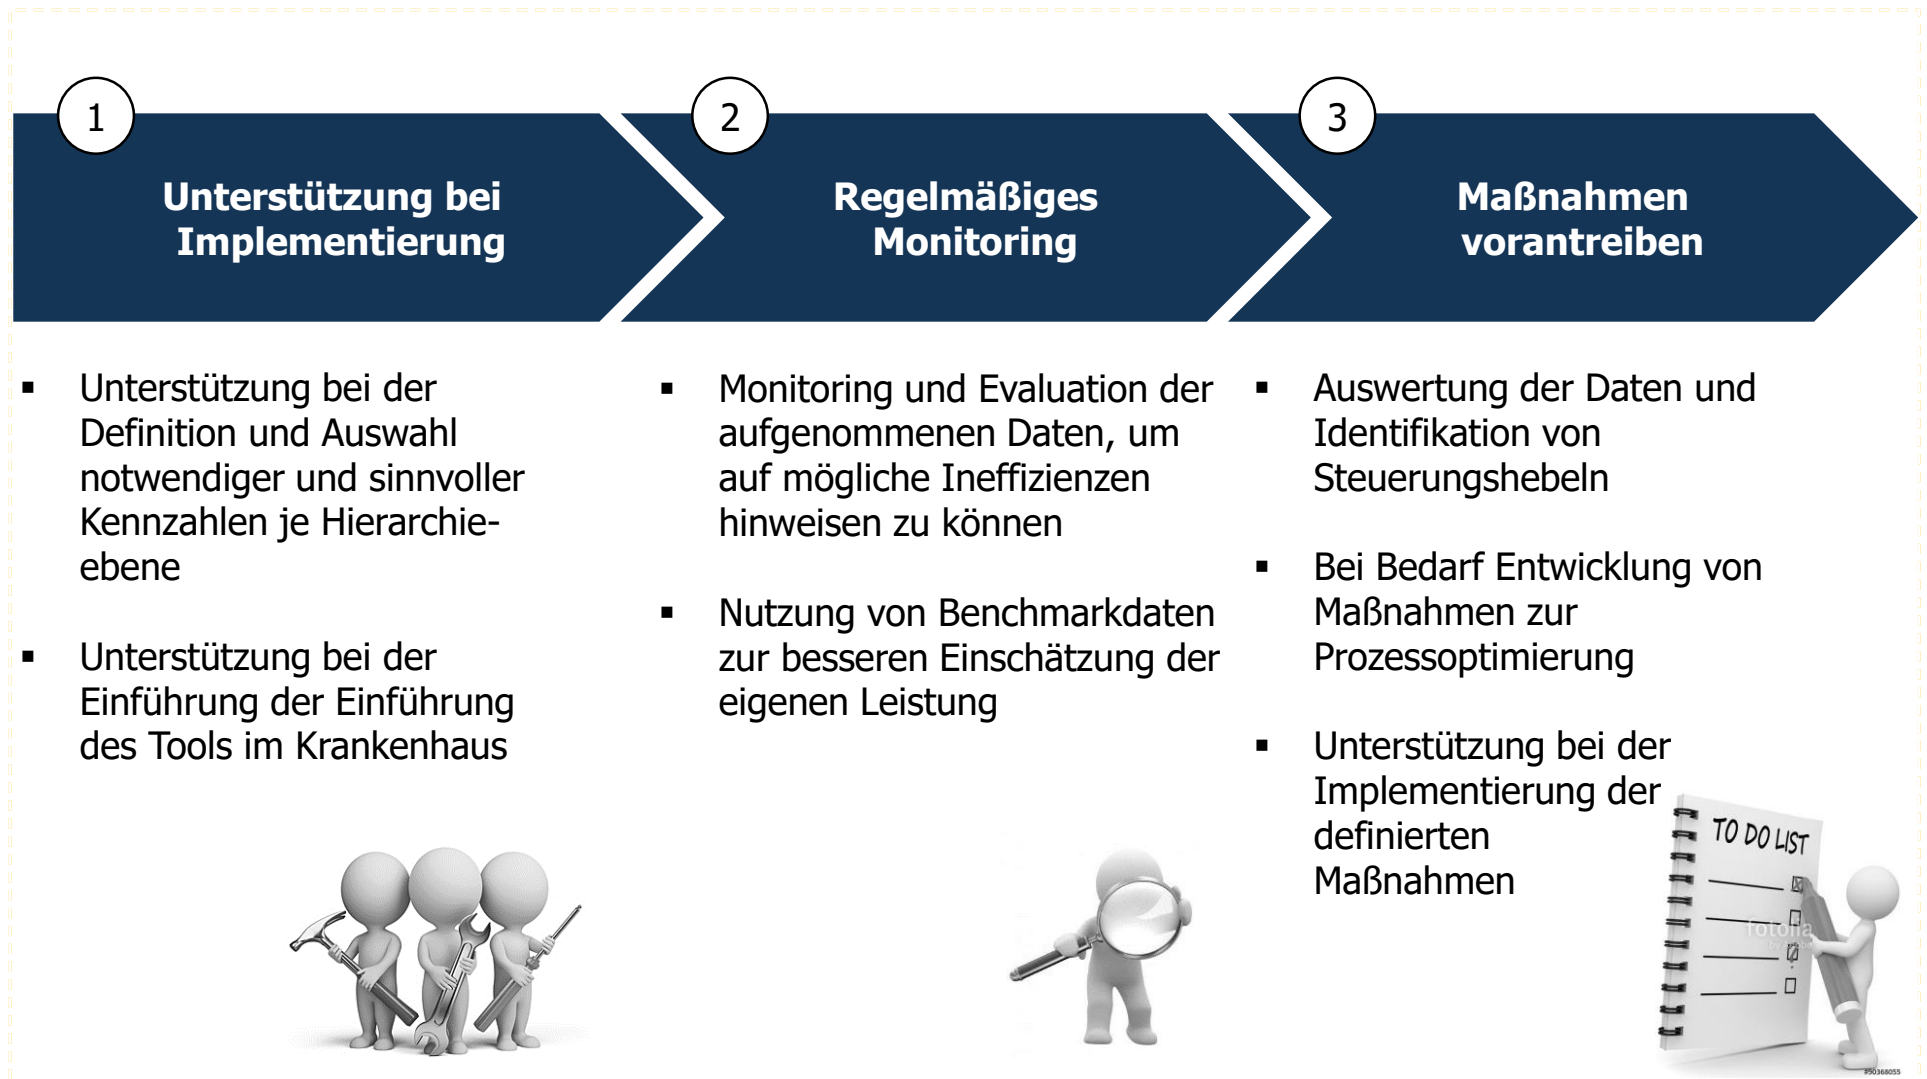 1
Unterstützung bei
Implementierung
2
Regelmäßiges
Monitoring
3
Maßnahmen
vorantreiben
▪ Unterstützung bei der
Definition und Auswahl
notwendiger und sinnvoller
Kennzahlen je Hierarchie-
ebene
▪ Unterstützung bei der
Einführung der Einführung
des Tools im Krankenhaus
▪ Monitoring und Evaluation der
aufgenommenen Daten, um
auf mögliche Ineffizienzen
hinweisen zu können
▪ Nutzung von Benchmarkdaten
zur besseren Einschätzung der
eigenen Leistung
▪ Auswertung der Daten und
Identifikation von
Steuerungshebeln
▪ Bei Bedarf Entwicklung von
Maßnahmen zur
Prozessoptimierung
▪ Unterstützung bei der
Implementierung der
definierten
Maßnahmen
TO DO LIST
fotolia
by Adobe
#50368055